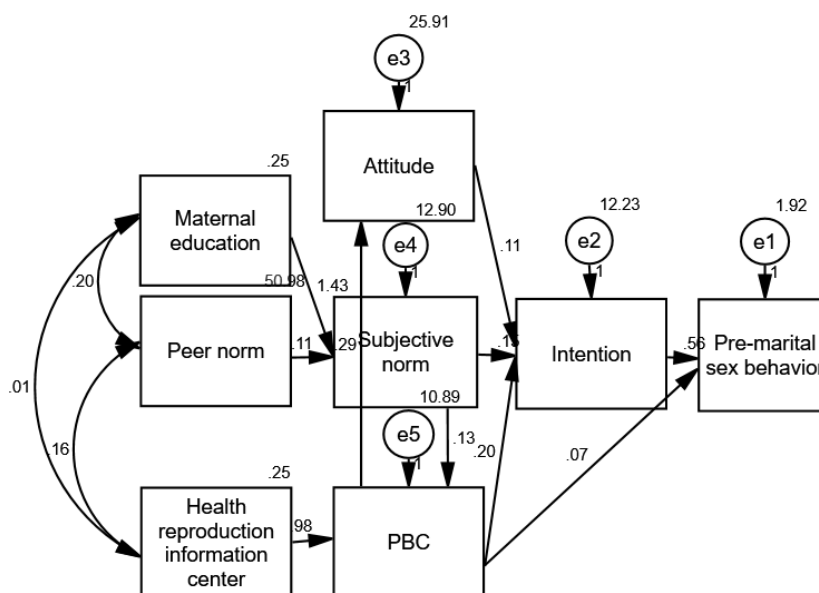 25.91
e3
1
Attitude
.25
12.90
Maternal
education
e4
12.23
e2
1.92
e1
.11
.20
50.98
1.43
1
1
1
Peer norm
.11
.29
Subjective
norm
.15
Intention
.56
Pre-marital
sex behavior
.01
10.89
.16
e5
.13
.20
.07
.25
1
Health
reproduction
information
center
.98
PBC